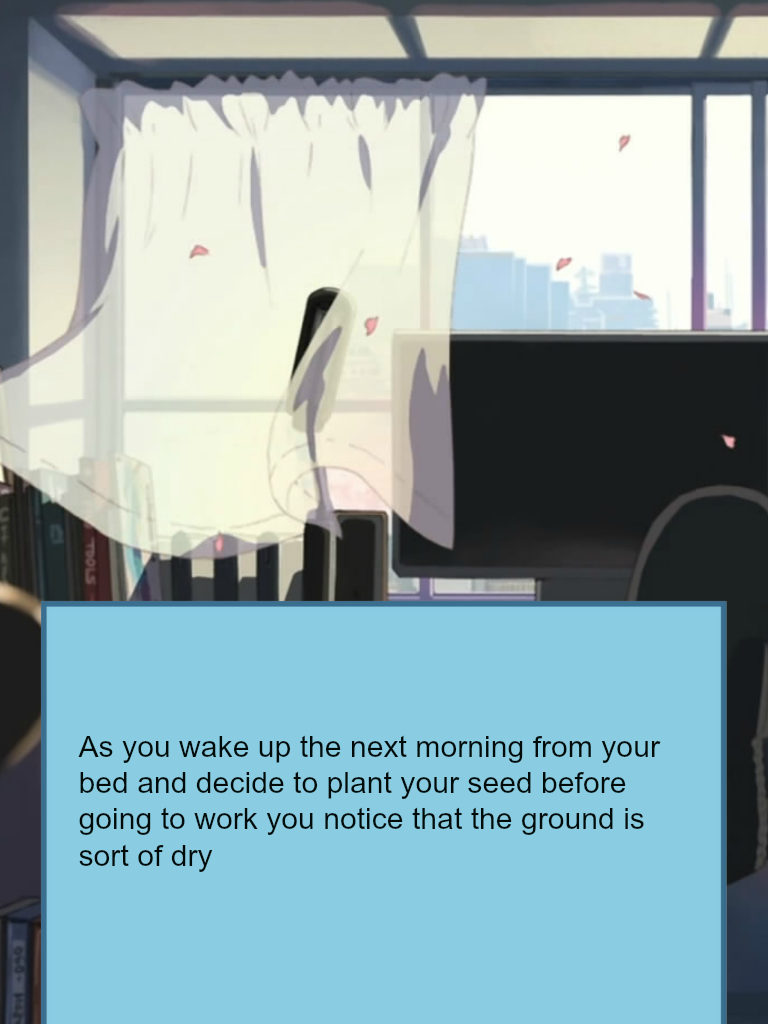 TOOLS
As you wake up the next morning from your
bed and decide to plant your seed before
going to work you notice that the ground is
sort of dry